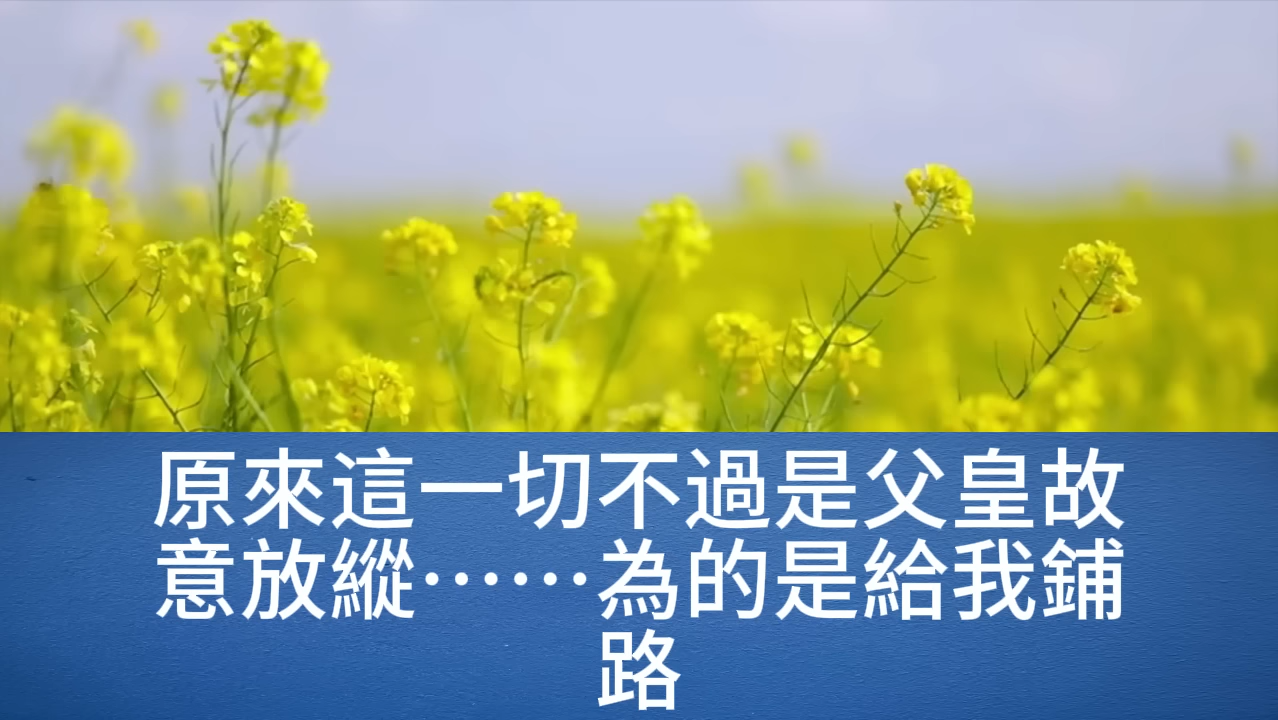 原來這一切不過是父皇故
意放縱……為的是給我鋪
路